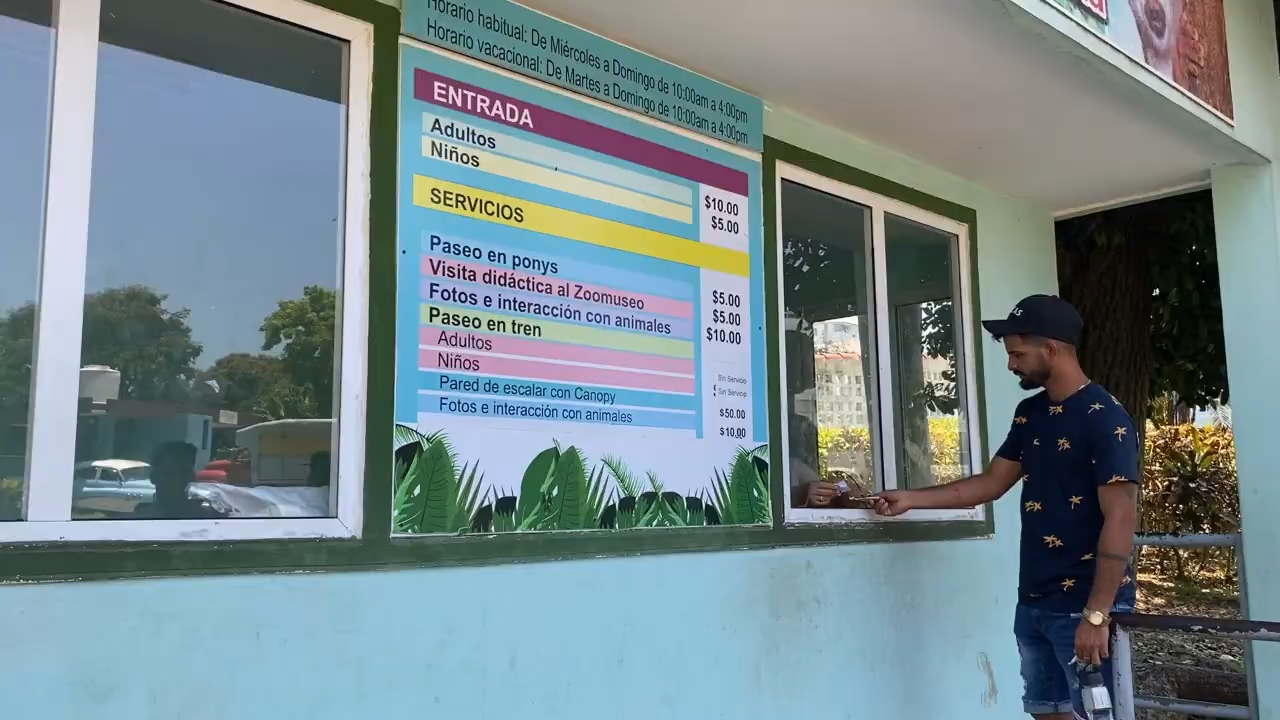 Horario habitual: De Miércoles a Domingo de 10:00am a 4:00pm
Horario vacacional: De Martes a Domingo de 10:00am a 4:00pm
ENTRADA
Adultos $10.00
Niños $5.00
SERVICIOS
Paseo en ponys $5.00
Visita didáctica al Zoomuseo $5.00
Fotos e interacción con animales $10.00
Paseo en tren
Adultos Sin Servicio
Niños Sin Servicio
Pared de escalar con Canopy $50.00
Fotos e interacción con animales $10.00